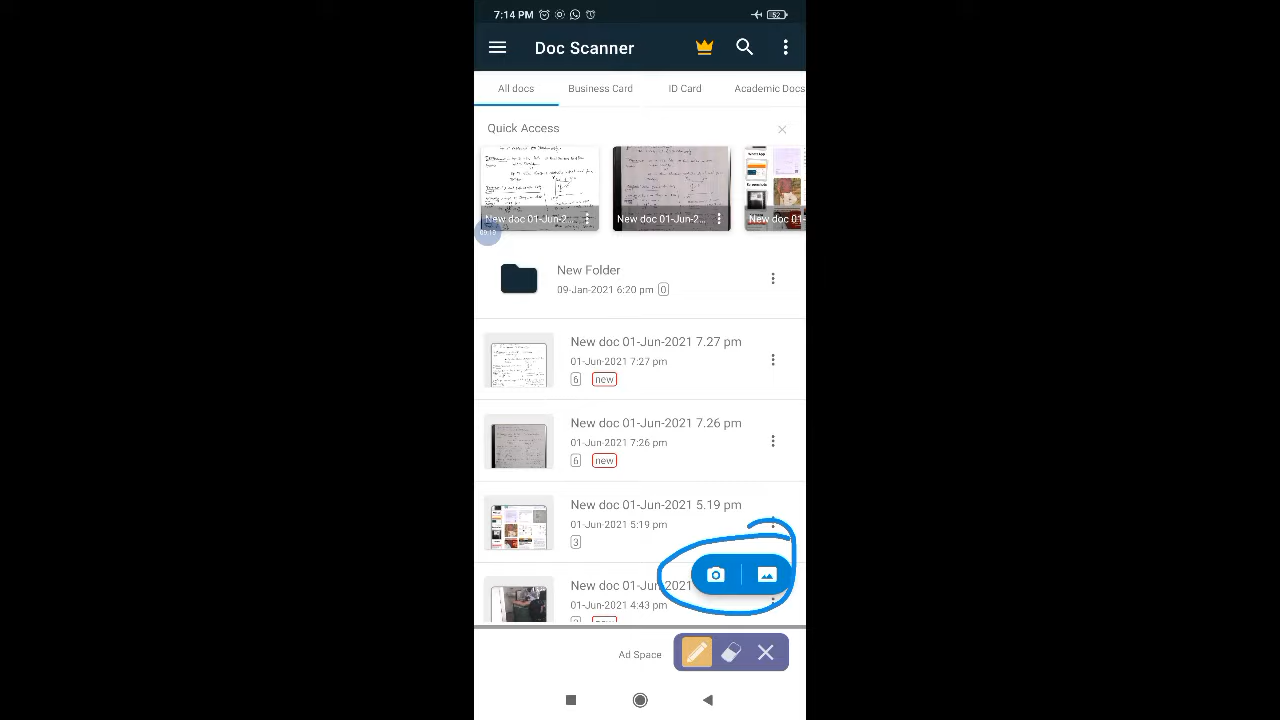 7:14 PM 52
Doc Scanner
All docs Business Card ID Card Academic Docs
Quick Access
New doc 01-Jun-2... New doc 01-Jun-2... New doc 01-
09:18
New Folder
09-Jan-2021 6:20 pm 0
New doc 01-Jun-2021 7.27 pm
01-Jun-2021 7:27 pm
6 new
New doc 01-Jun-2021 7.26 pm
01-Jun-2021 7:26 pm
6 new
New doc 01-Jun-2021 5.19 pm
01-Jun-2021 5:19 pm
3
New doc 01-Jun-2021
01-Jun-2021 4:43 pm
new
Ad Space